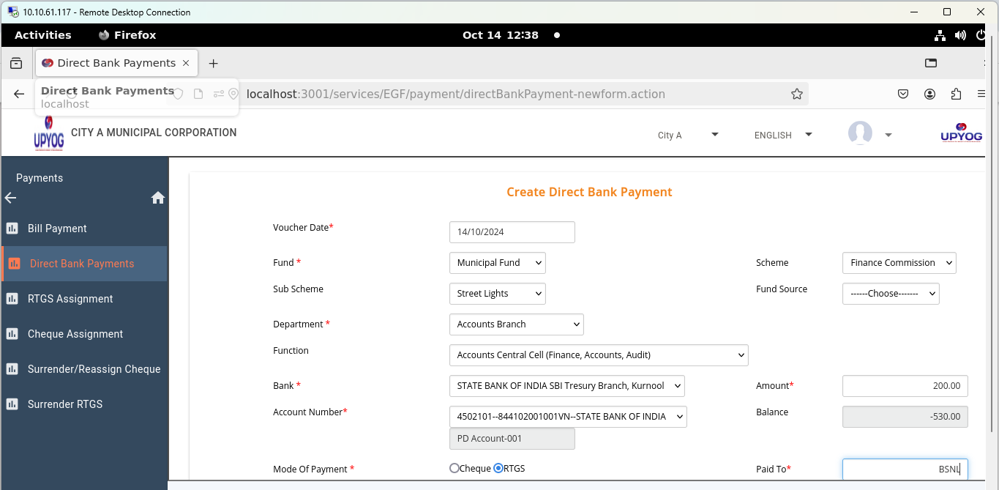 10.10.61.117 - Remote Desktop Connection
Activities Firefox Oct 14 12:38
Direct Bank Payments
Direct Bank Payments
localhost
localhost:3001/services/EGF/payment/directBankPayment-newform.action
UPYOG CITY A MUNICIPAL CORPORATION City A ENGLISH UPYOG
Payments
Bill Payment
Direct Bank Payments
RTGS Assignment
Cheque Assignment
Surrender/Reassign Cheque
Surrender RTGS
Create Direct Bank Payment
Voucher Date* 14/10/2024
Fund * Municipal Fund Scheme Finance Commission
Sub Scheme Street Lights Fund Source ------Choose-------
Department * Accounts Branch
Function Accounts Central Cell (Finance, Accounts, Audit)
Bank * STATE BANK OF INDIA SBI Tresury Branch, Kurnool Amount* 200.00
Account Number* 4502101--844102001001VN--STATE BANK OF INDIA Balance -530.00
PD Account-001
Mode Of Payment * Cheque RTGS Paid To* BSNL